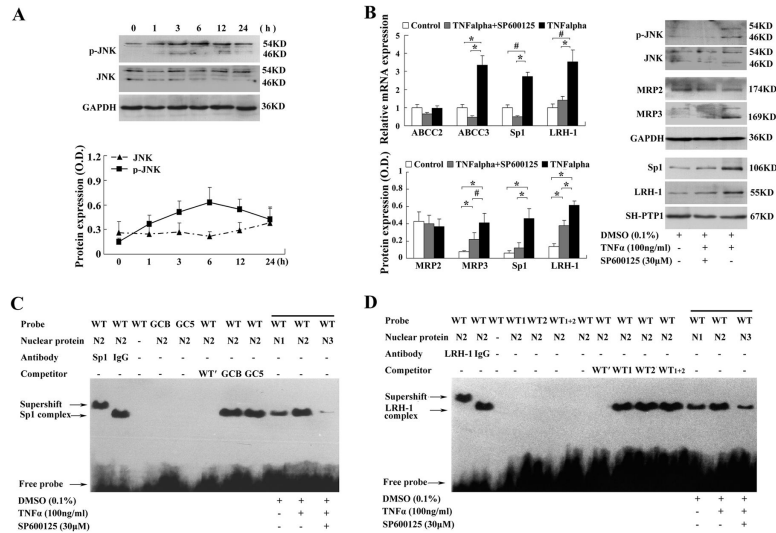 A
0 1 3 6 12 24 (h)
p-JNK 54KD
46KD
JNK 54KD
46KD
GAPDH 36KD
Protein expression (O.D.)
1.2
0.9
0.6
0.3
0
JNK
p-JNK
0 1 3 6 12 24 (h)
B
Relative mRNA expression
Control TNFalpha+SP600125 TNFalpha
5
4
3
2
1
0
* * # * # *
ABCC2 ABCC3 Sp1 LRH-1
Protein expression (O.D.)
Control TNFalpha+SP600125 TNFalpha
1.0
0.8
0.6
0.4
0.2
0
* # * * * * * *
MRP2 MRP3 Sp1 LRH-1
p-JNK 54KD
46KD
JNK 54KD
46KD
MRP2 174KD
MRP3 169KD
GAPDH 36KD
Sp1 106KD
LRH-1 55KD
SH-PTP1 67KD
DMSO (0.1%) + + +
TNFα (100ng/ml) - + +
SP600125 (30μM) - + -
C
Probe WT WT WT GCB GC5 WT WT WT WT WT WT
Nuclear protein N2 N2 - N2 N2 N2 N2 N2 N1 N2 N3
Antibody Sp1 IgG - - - - - - - - -
Competitor - - - - - WT' GCB GC5 - - -
Supershift
Sp1 complex
Free probe
DMSO (0.1%) + + +
TNFα (100ng/ml) - + +
SP600125 (30μM) - - +
D
Probe WT WT WT WT1 WT2 WT1+2 WT WT WT WT WT WT WT
Nuclear protein N2 N2 - N2 N2 N2 N2 N2 N2 N2 N1 N2 N3
Antibody LRH-1 IgG - - - - - - - - - - -
Competitor - - - - - - WT' WT1 WT2 WT1+2 - - -
Supershift
LRH-1
complex
Free probe
DMSO (0.1%) + + +
TNFα (100ng/ml) - + +
SP600125 (30μM) - - +